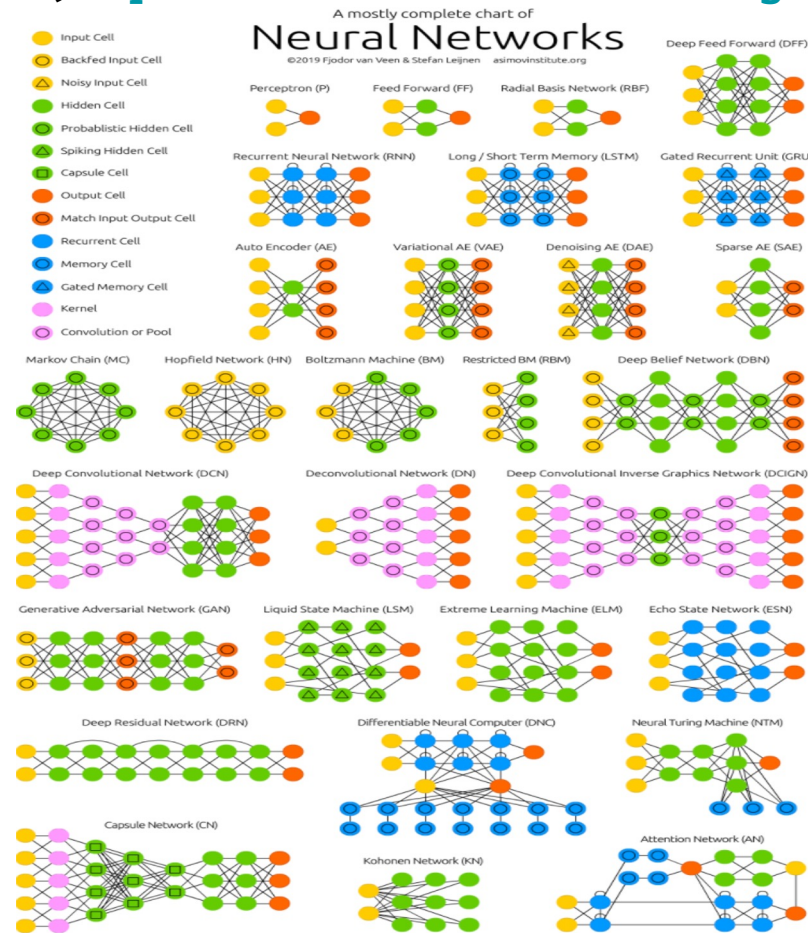 A mostly complete chart of
Neural Networks
©2019 Fjodor van Veen & Stefan Leijnen asimovinstitute.org
Input Cell
Backfed Input Cell
Noisy Input Cell
Hidden Cell
Probablistic Hidden Cell
Spiking Hidden Cell
Capsule Cell
Output Cell
Match Input Output Cell
Recurrent Cell
Memory Cell
Gated Memory Cell
Kernel
Convolution or Pool
Deep Feed Forward (DFF)
Perceptron (P) Feed Forward (FF) Radial Basis Network (RBF)
Recurrent Neural Network (RNN) Long / Short Term Memory (LSTM) Gated Recurrent Unit (GRU
Auto Encoder (AE) Variational AE (VAE) Denoising AE (DAE) Sparse AE (SAE)
Markov Chain (MC) Hopfield Network (HN) Boltzmann Machine (BM) Restricted BM (RBM) Deep Belief Network (DBN)
Deep Convolutional Network (DCN) Deconvolutional Network (DN) Deep Convolutional Inverse Graphics Network (DCIGN)
Generative Adversarial Network (GAN) Liquid State Machine (LSM) Extreme Learning Machine (ELM) Echo State Network (ESN)
Deep Residual Network (DRN) Differentiable Neural Computer (DNC) Neural Turing Machine (NTM)
Capsule Network (CN) Kohonen Network (KN) Attention Network (AN)